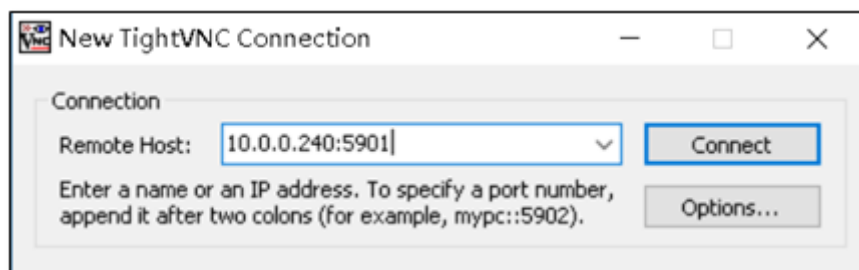 New TightVNC Connection
Connection
Remote Host: 10.0.0.240:5901 Connect
Enter a name or an IP address. To specify a port number,
append it after two colons (for example, mypc::5902).
Options...